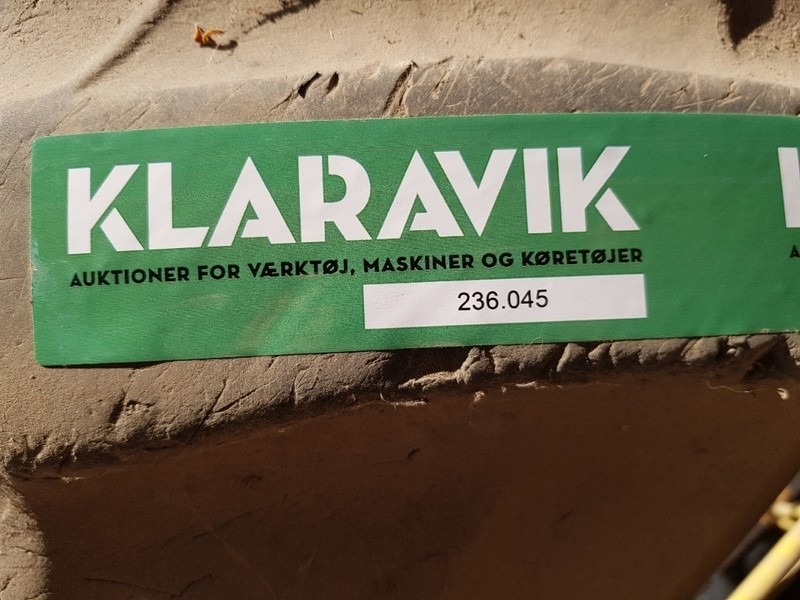 KLARAVIK
AUKTIONER FOR VÆRKTØJ, MASKINER OG KØRETØJER
236.045